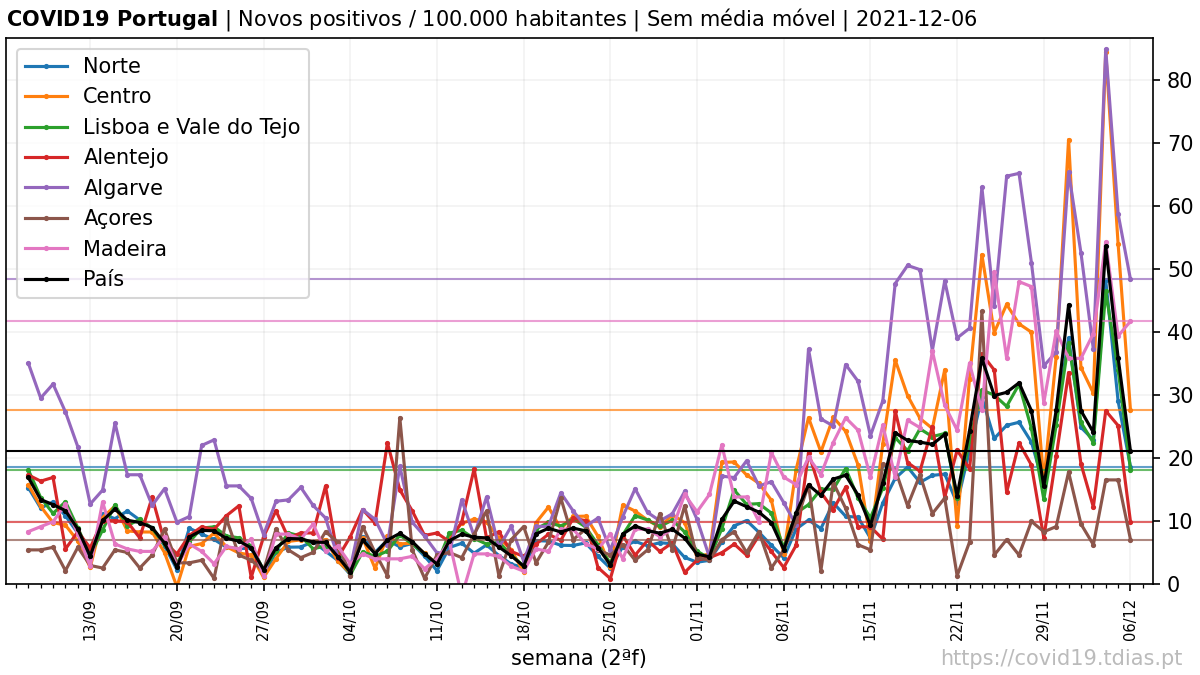 COVID19 Portugal | Novos positivos / 100.000 habitantes | Sem média móvel | 2021-12-06
Norte
Centro
Lisboa e Vale do Tejo
Alentejo
Algarve
Açores
Madeira
País
80
70
60
50
40
30
20
10
0
13/09
20/09
27/09
04/10
11/10
18/10
25/10
01/11
08/11
15/11
22/11
29/11
06/12
semana (2ªf)
https://covid19.tdias.pt